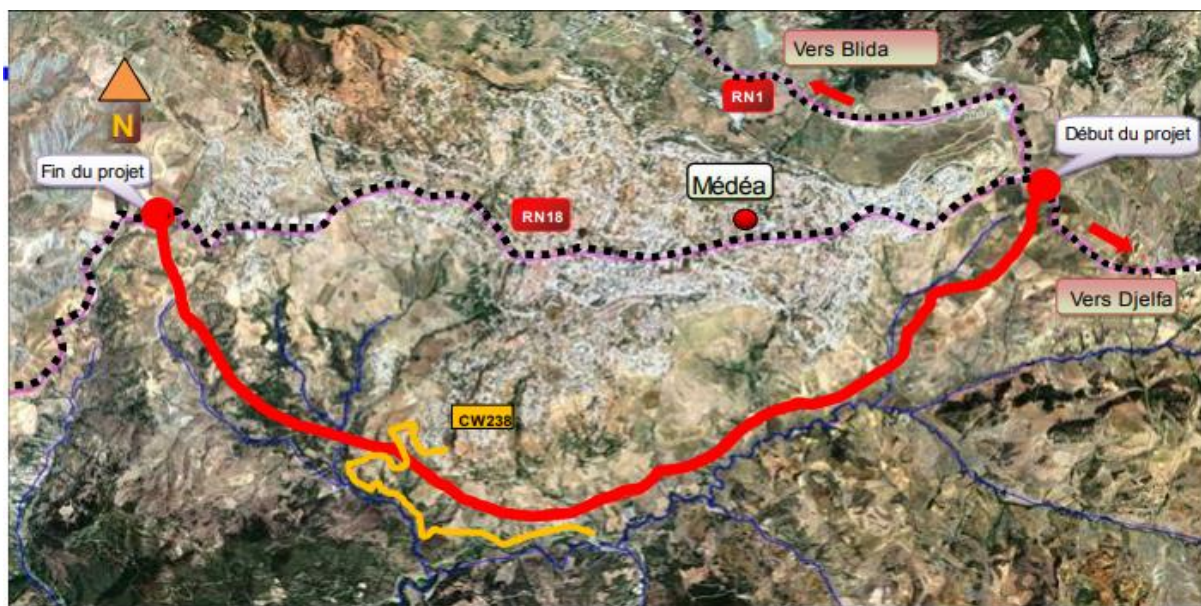 Vers Blida
RN1
N
Début du projet
Fin du projet
Médéa
RN18
Vers Djelfa
CW238